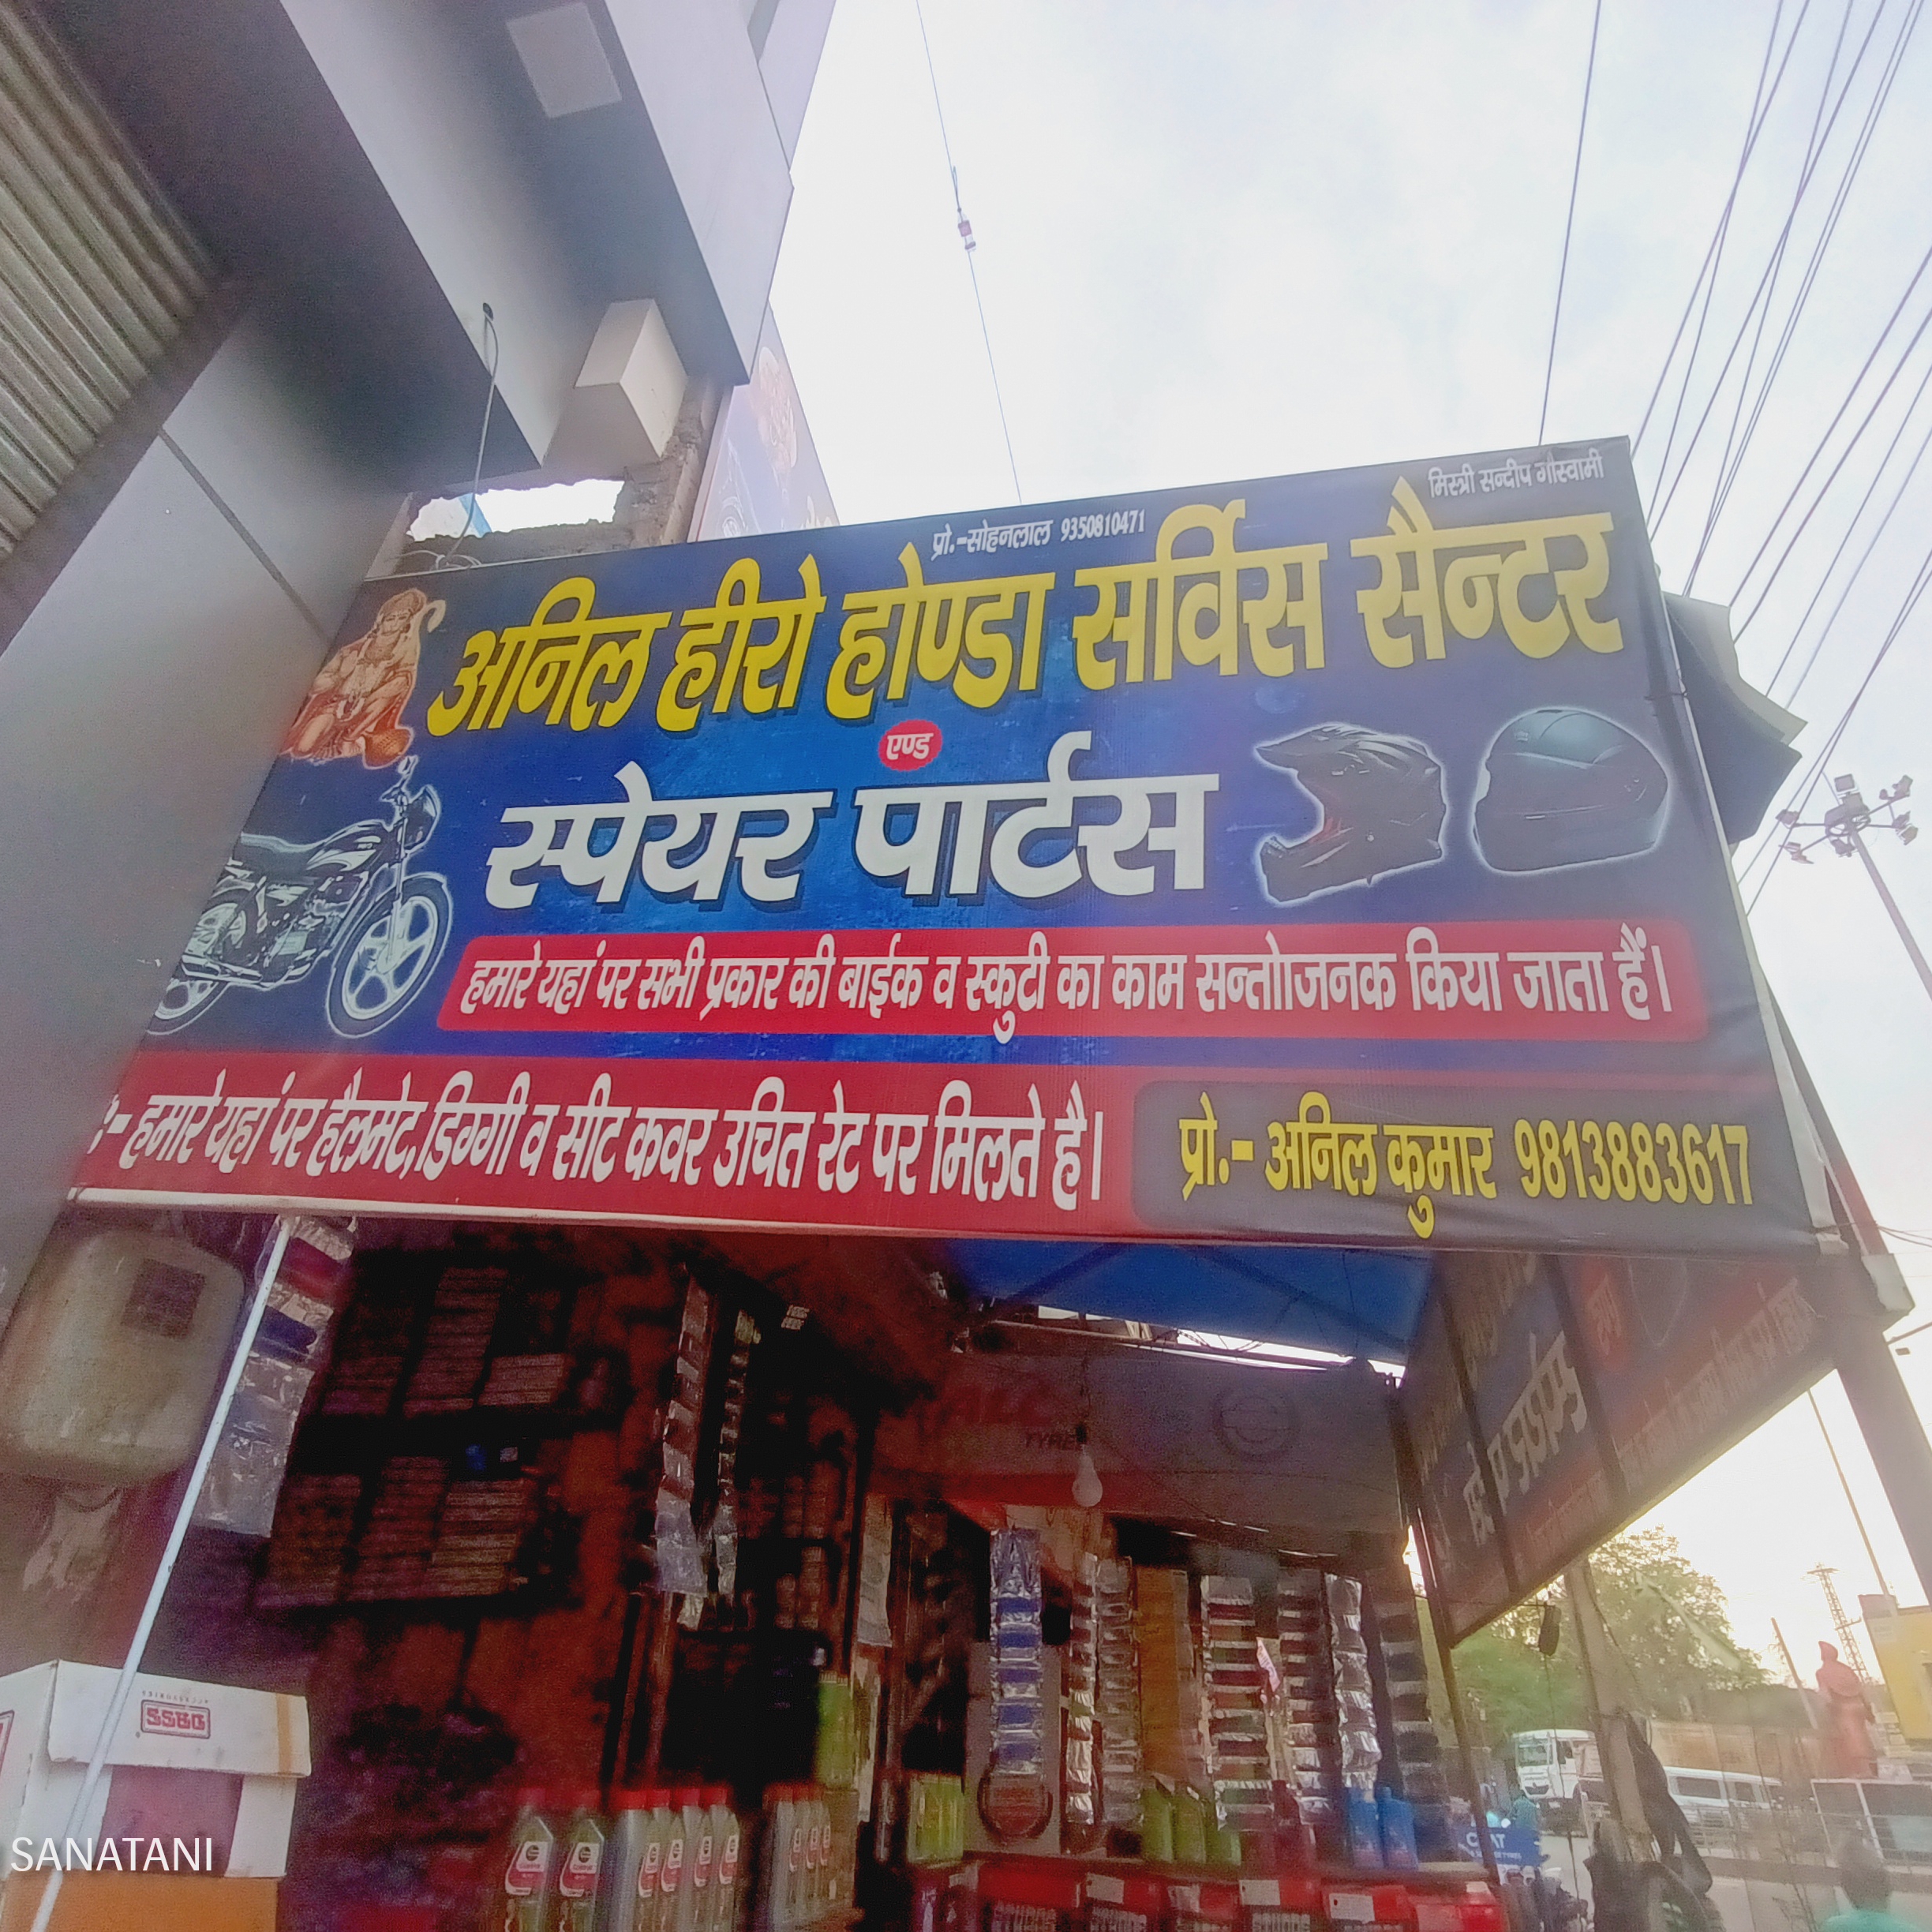 मिस्त्री सन्दीप गौस्वामी
प्रो.-सोहनलाल 9350810471
अनिल हीरो होण्डा सर्विस सैन्टर
एण्ड
स्पेयर पार्टस
हमारे यहां पर सभी प्रकार की बाईक व स्कुटी का काम सन्तोाजनक किया जाता हैं।
:- हमारे यहां पर हैलमेट,डिग्गी व सीट कवर उचित रेट पर मिलते है।
प्रो.- अनिल कुमार 9813883617
TYRES
SANATANI